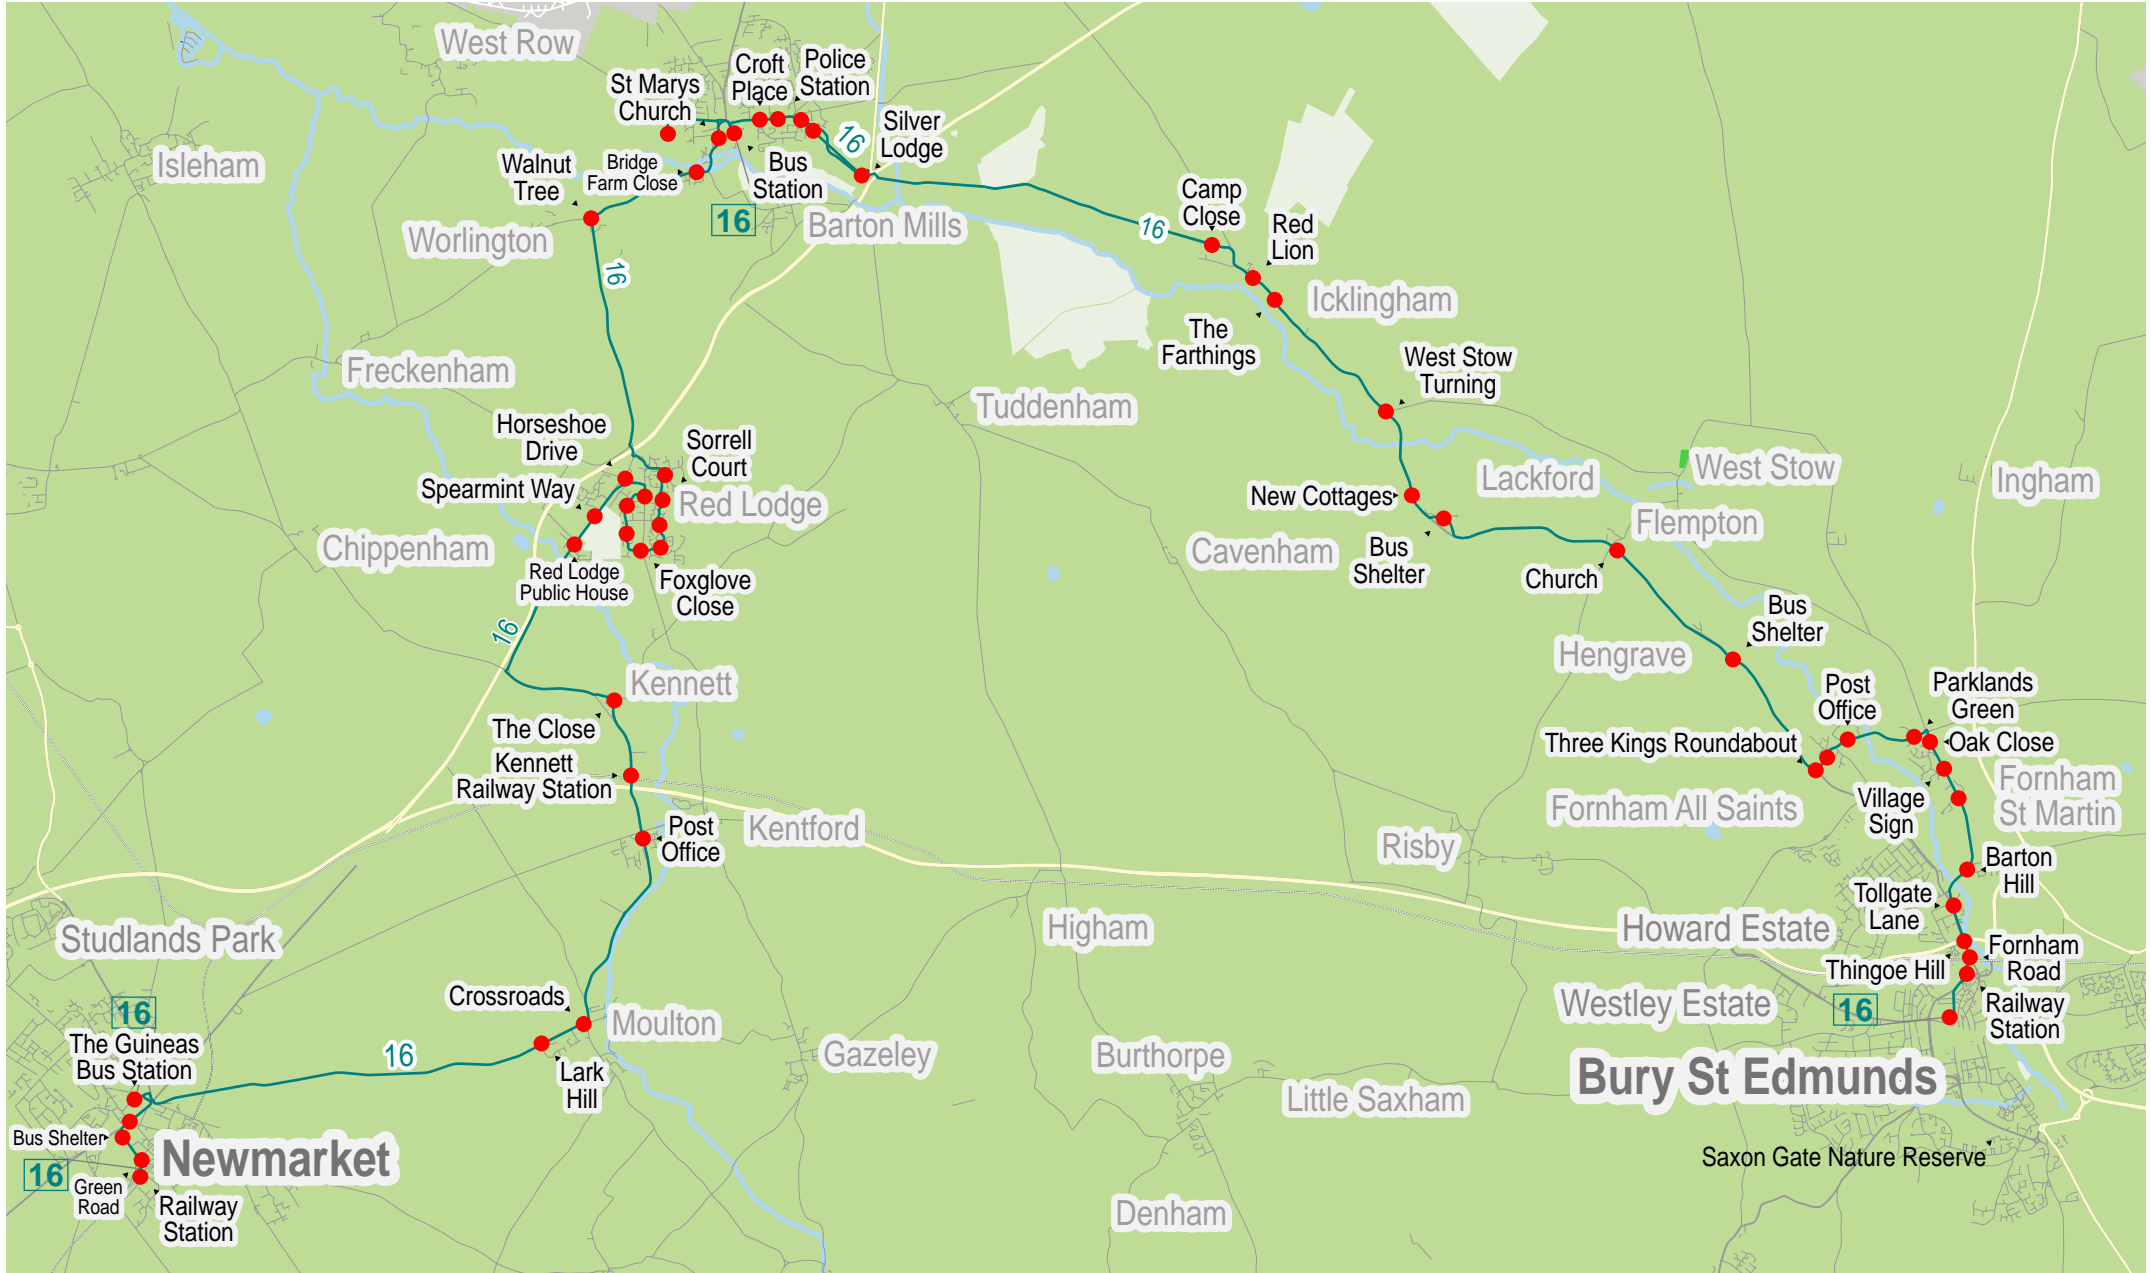 West Row
St Marys
Church
Croft
Place
Police
Station
Silver
Lodge
16
Isleham
Walnut
Tree
Bridge
Farm Close
Bus
Station
16
Barton Mills
Worlington
16
16
Camp
Close
Red
Lion
Icklingham
The
Farthings
West Stow
Turning
Freckenham
Tuddenham
Horseshoe
Drive
Sorrell
Court
Spearmint Way
Red Lodge
New Cottages
Lackford
West Stow
Ingham
Flempton
Chippenham
Cavenham
Bus
Shelter
Church
Red Lodge
Public House
Foxglove
Close
16
Bus
Shelter
Hengrave
Kennett
The Close
Post
Office
Parklands
Green
Three Kings Roundabout
Oak Close
Kennett
Railway Station
Fornham
St Martin
Fornham All Saints
Village
Sign
Post
Office
Kentford
Risby
Barton
Hill
Tollgate
Lane
Studlands Park
Higham
Howard Estate
Fornham
Road
Thingoe Hill
Crossroads
Moulton
Westley Estate
16
Railway
Station
16
The Guineas
Bus Station
16
Lark
Hill
Gazeley
Burthorpe
Little Saxham
Bury St Edmunds
Bus Shelter
Newmarket
16
Green
Road
Railway
Station
Saxon Gate Nature Reserve
Denham